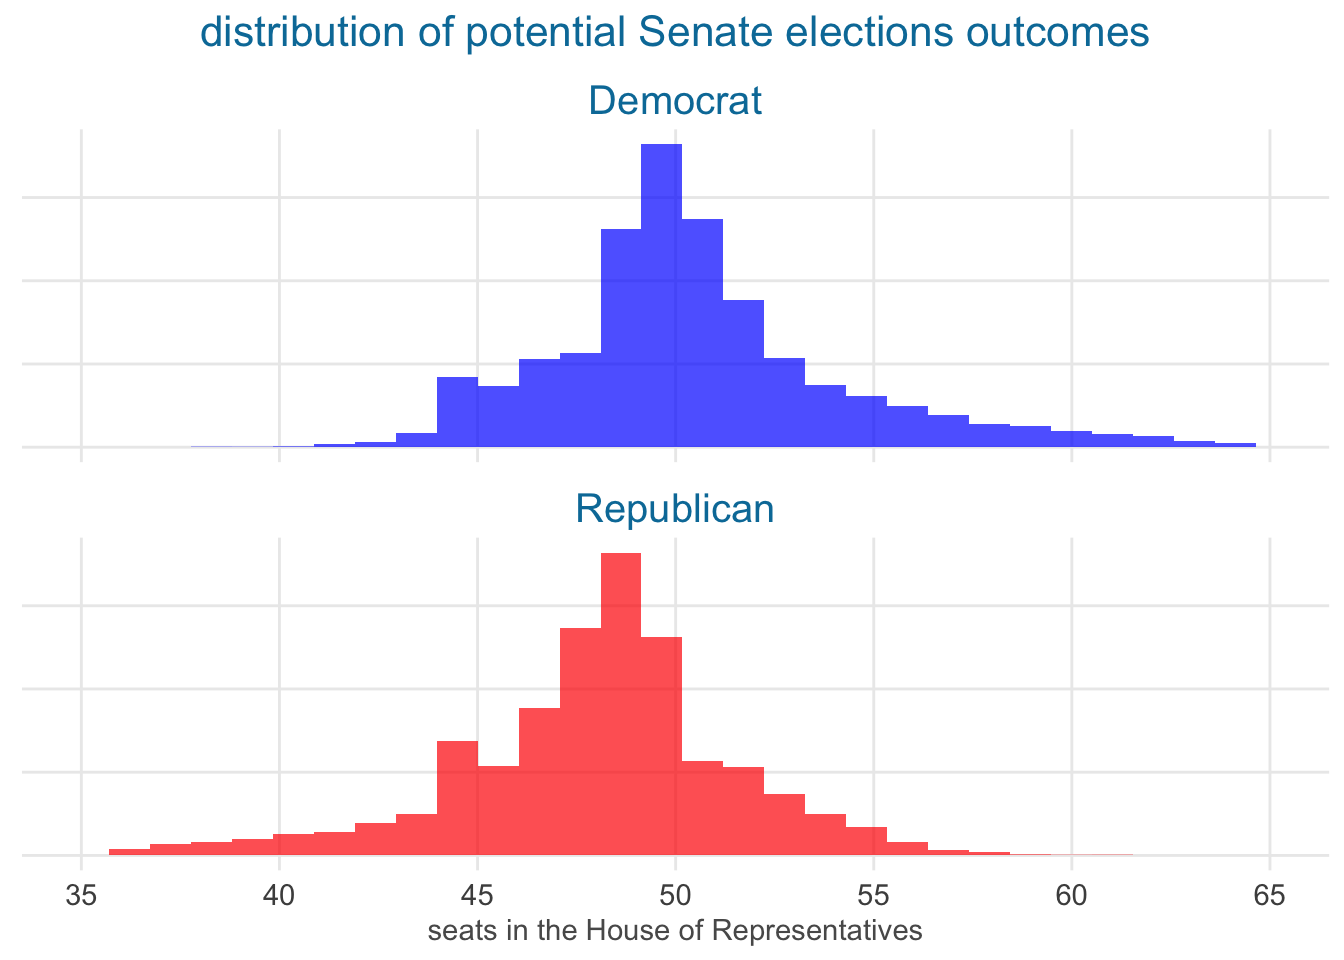 distribution of potential Senate elections outcomes
Democrat
Republican
35 40 45 50 55 60 65
seats in the House of Representatives